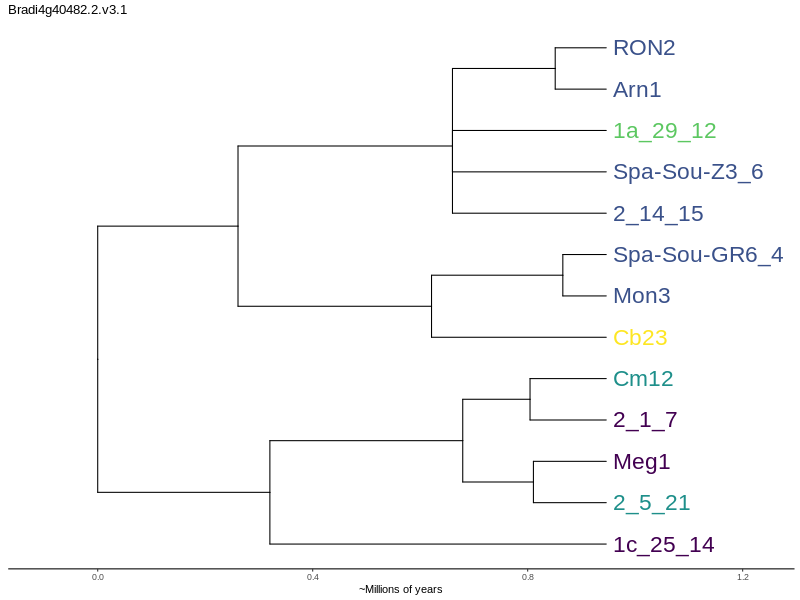 Bradi4g40482.2.v3.1
RON2
Arn1
1a_29_12
Spa-Sou-Z3_6
2_14_15
Spa-Sou-GR6_4
Mon3
Cb23
Cm12
2_1_7
Meg1
2_5_21
1c_25_14
0.0 0.4 0.8 1.2
~Millions of years